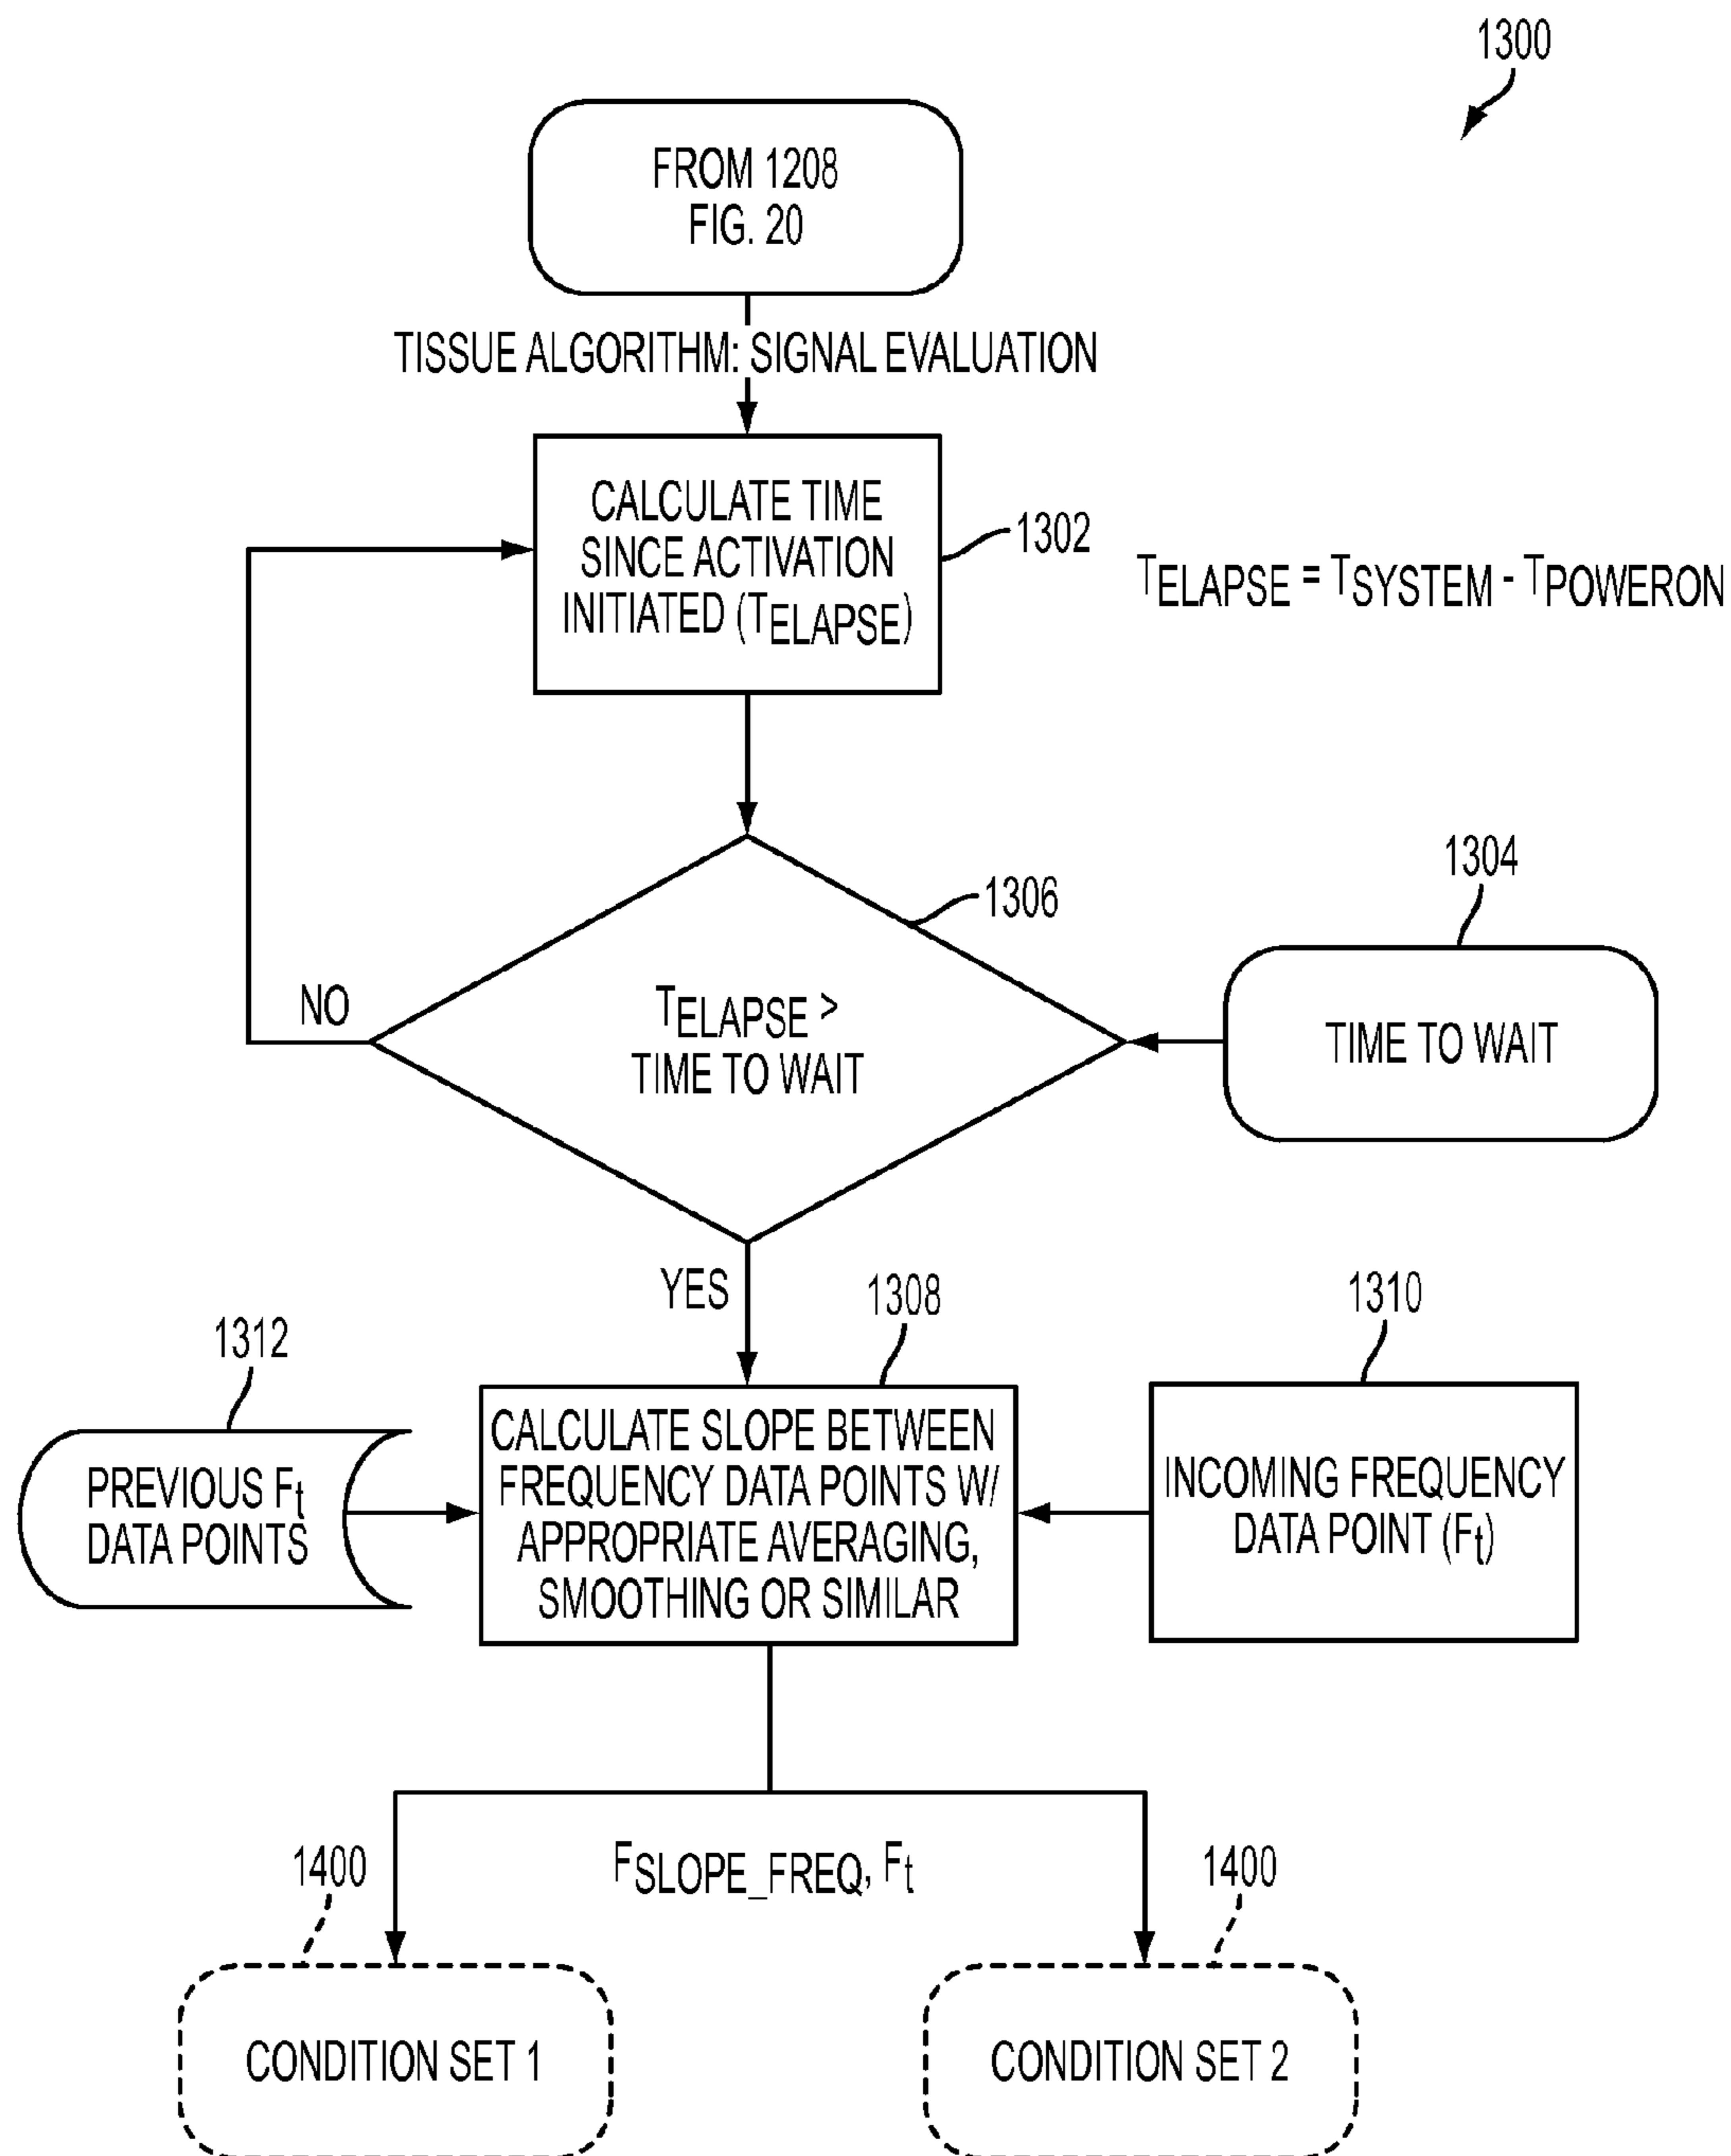 1300
FROM 1208
FIG. 20
TISSUE ALGORITHM: SIGNAL EVALUATION
CALCULATE TIME
SINCE ACTIVATION
INITIATED (TELAPSE)
1302
TELAPSE = TSYSTEM - TPOWERON
1304
1306
NO
TELAPSE >
TIME TO WAIT
TIME TO WAIT
YES
1308
1310
1312
PREVIOUS Ft
DATA POINTS
CALCULATE SLOPE BETWEEN
FREQUENCY DATA POINTS W/
APPROPRIATE AVERAGING,
SMOOTHING OR SIMILAR
INCOMING FREQUENCY
DATA POINT (Ft)
1400
FSLOPE_FREQ, Ft
1400
CONDITION SET 1
CONDITION SET 2